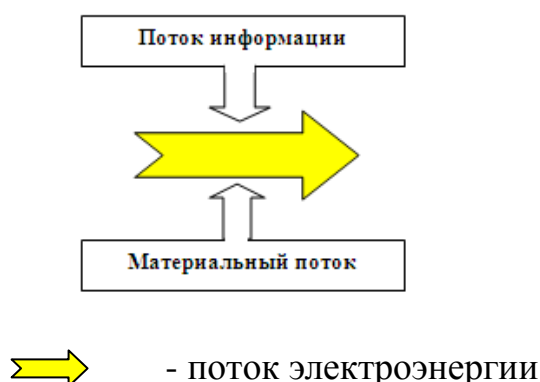 Поток информации
Материальный поток
- поток электроэнергии